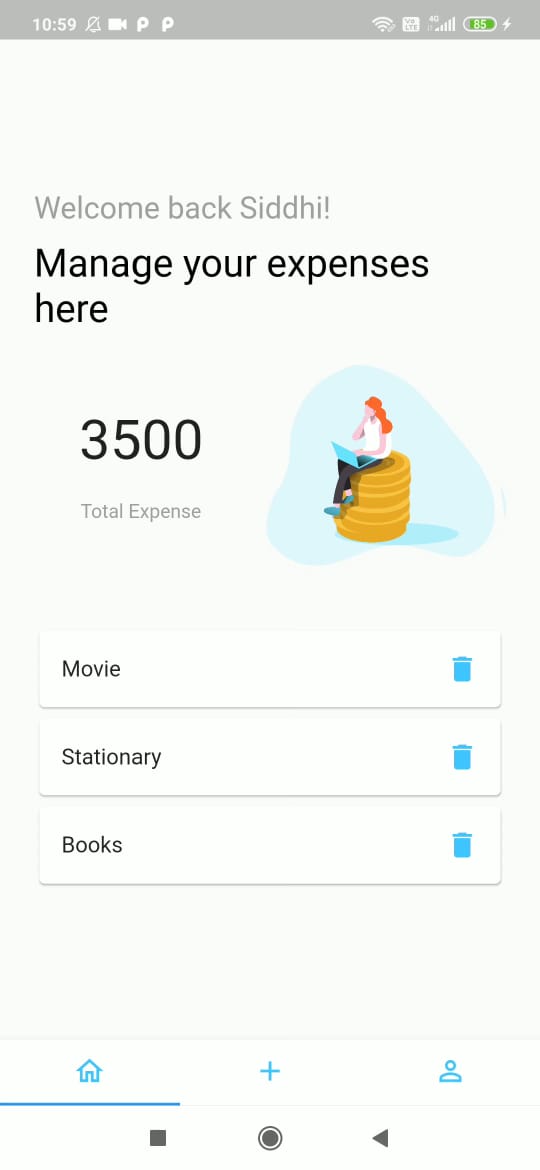 10:59
Vo LTE 4G 85
Welcome back Siddhi!
Manage your expenses
here
3500
Total Expense
Movie
Stationary
Books